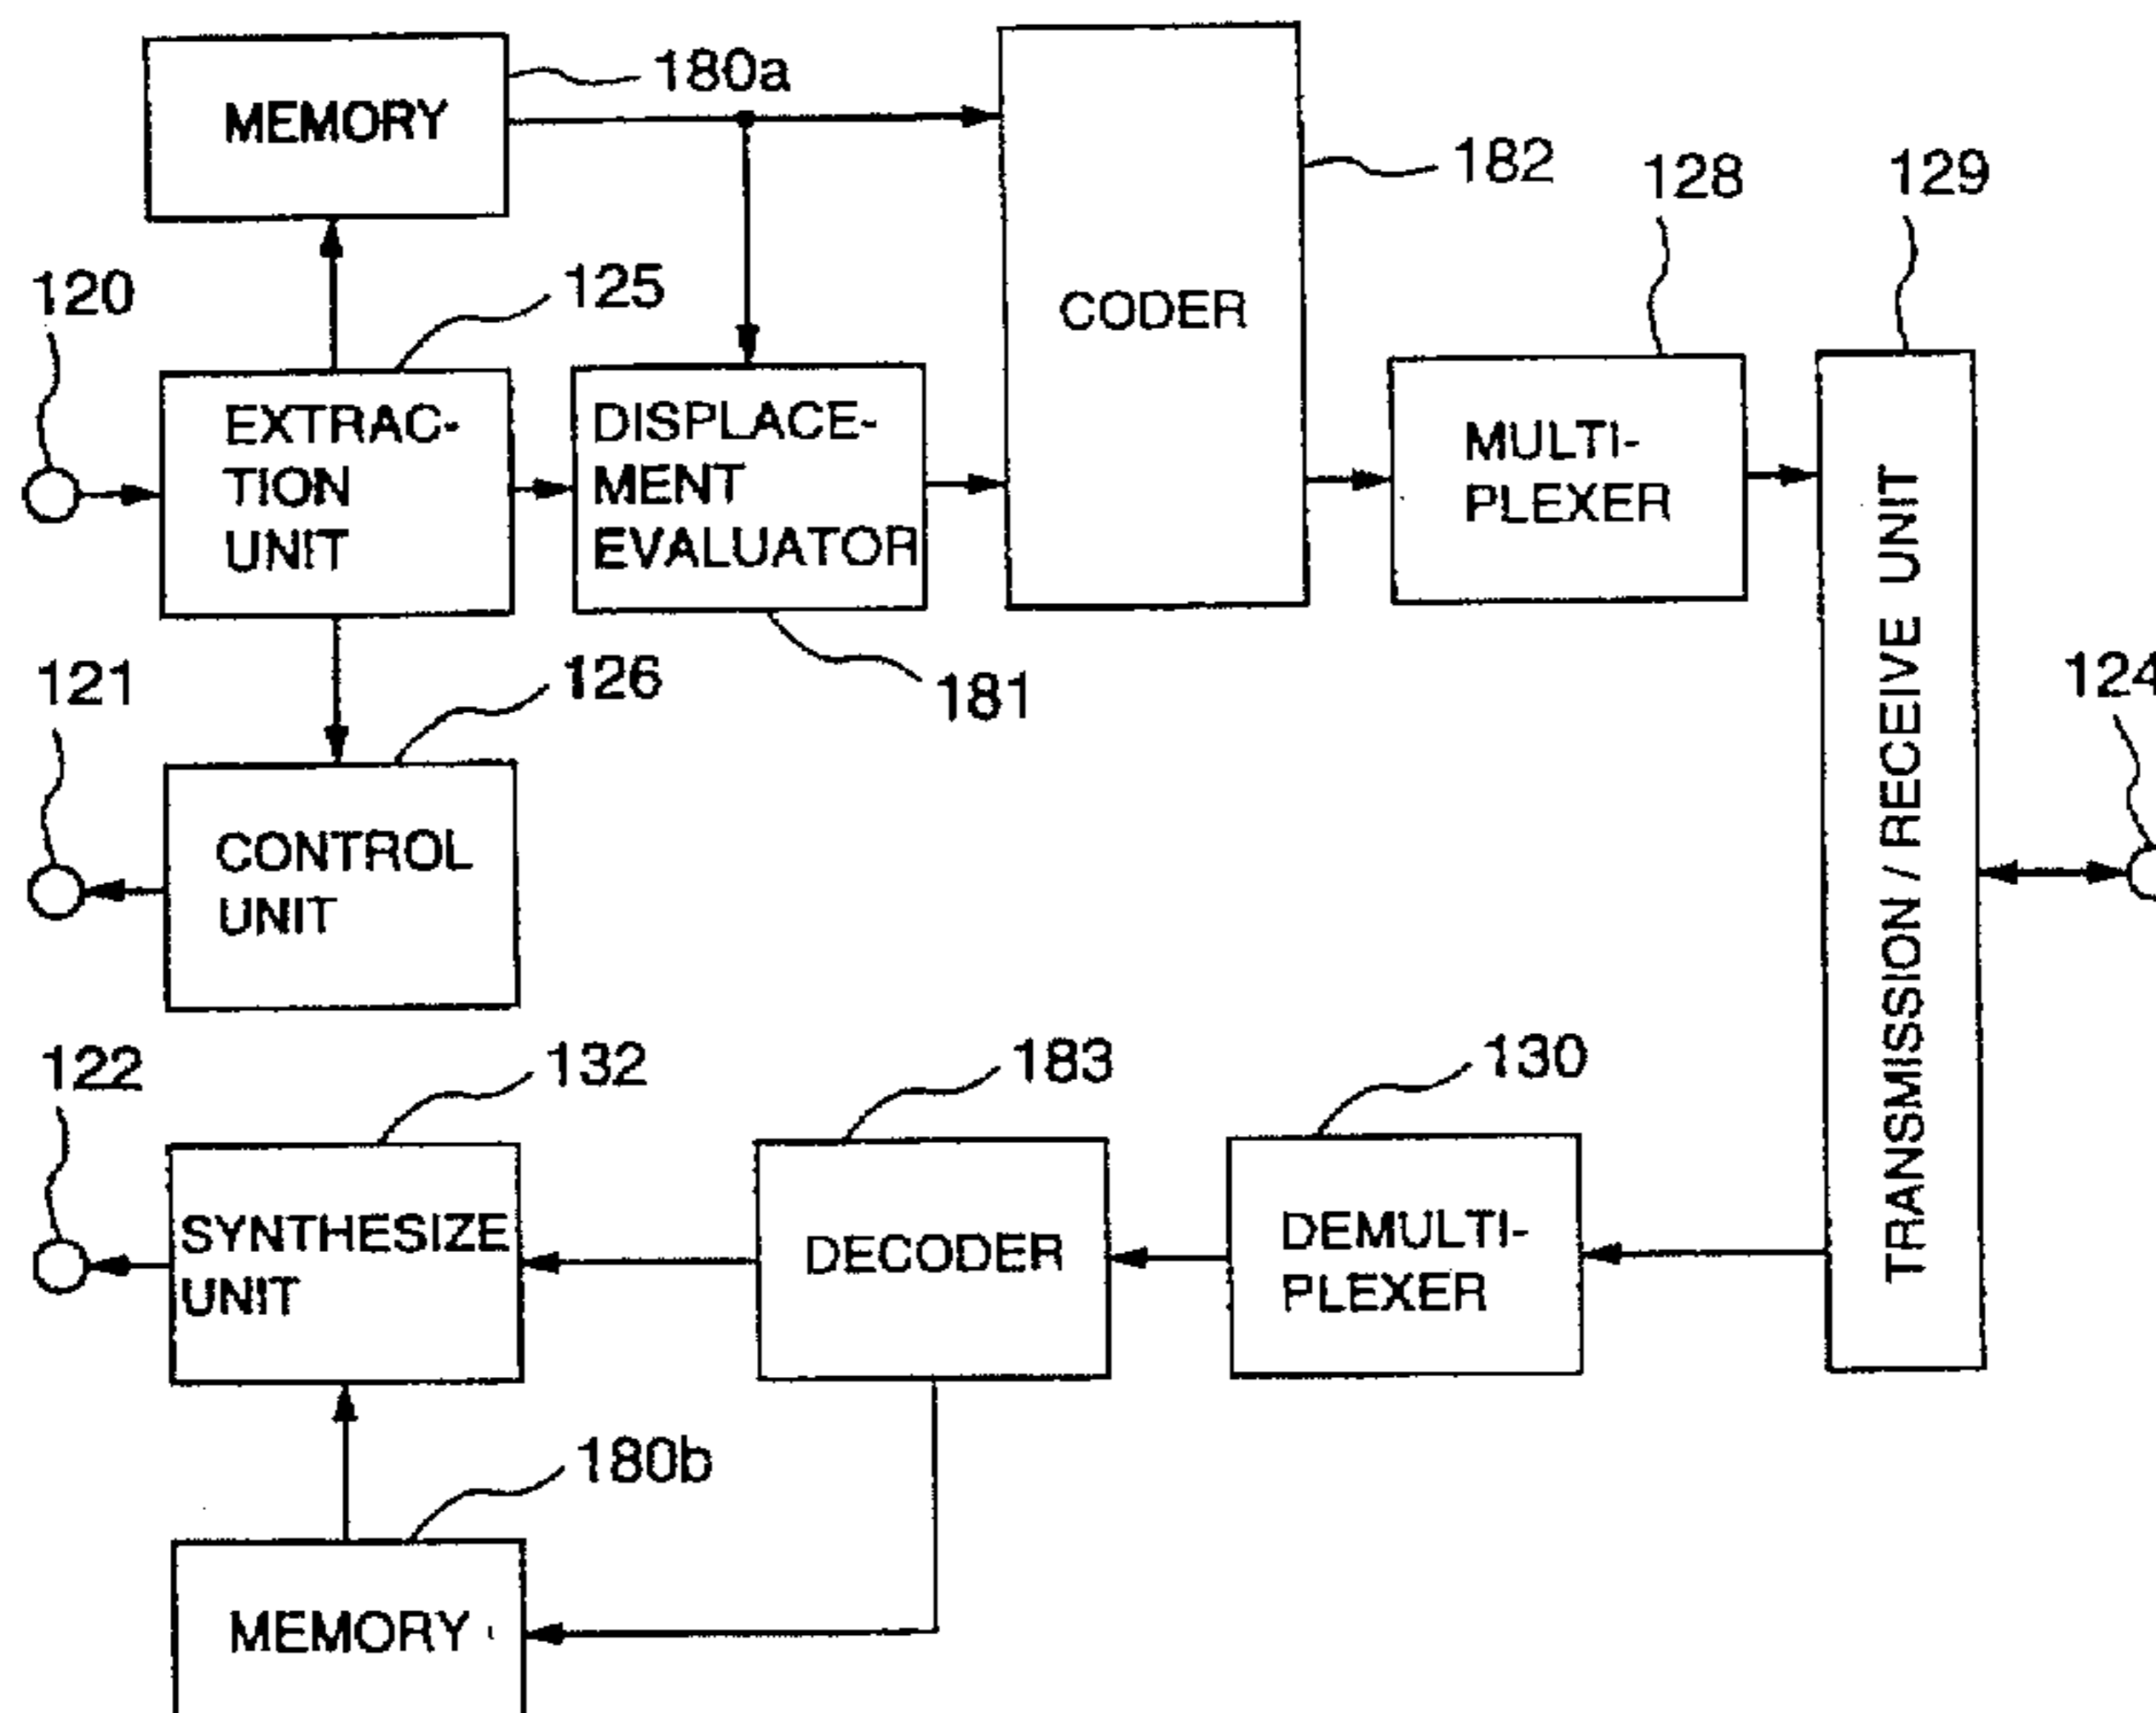 MEMORY
180a
182
128
129
120
125
CODER
EXTRAC-
TION
UNIT
DISPLACE-
MENT
EVALUATOR
MULTI-
PLEXER
TRANSMISSION / RECEIVE UNIT
121
126
181
124
CONTROL
UNIT
122
132
183
130
SYNTHESIZE
UNIT
DECODER
DEMULTI-
PLEXER
180b
MEMORY